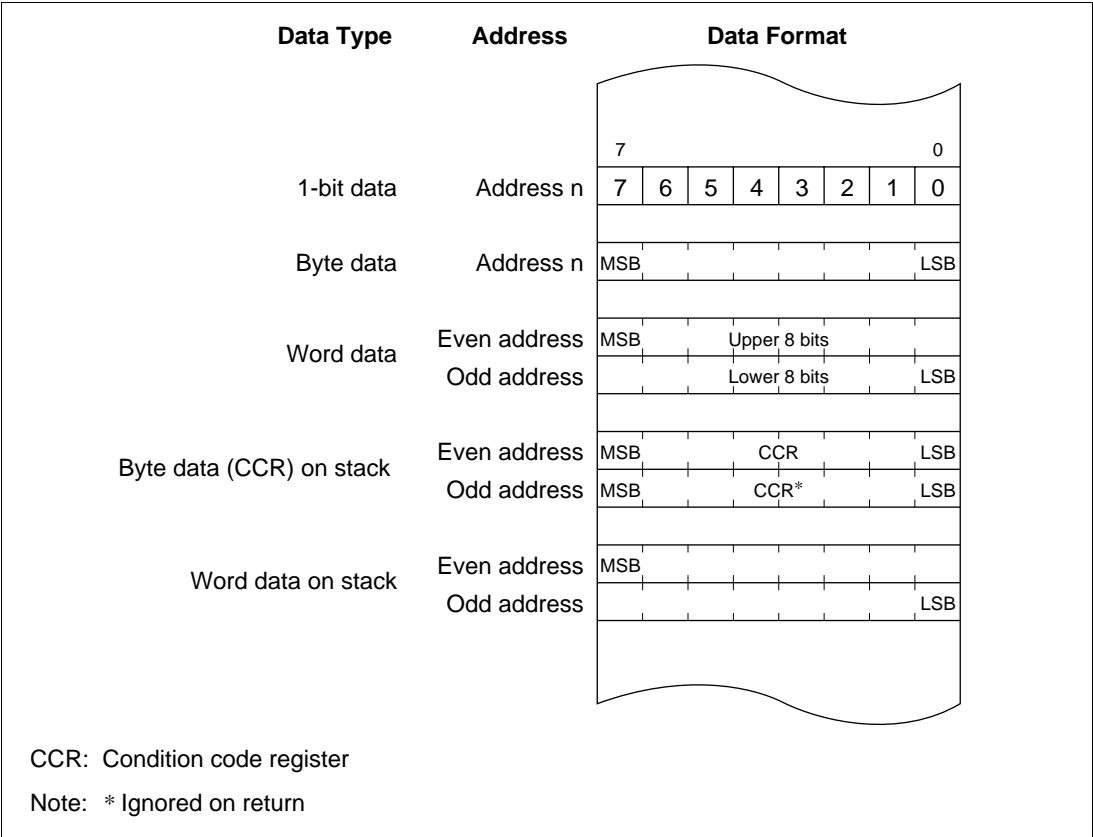 Data Type Address Data Format
7 0
1-bit data Address n 7 6 5 4 3 2 1 0
Byte data Address n MSB LSB
Word data
Even address MSB Upper 8 bits
Odd address Lower 8 bits LSB
Byte data (CCR) on stack
Even address MSB CCR LSB
Odd address MSB CCR* LSB
Word data on stack
Even address MSB
Odd address LSB
CCR: Condition code register
Note: * Ignored on return